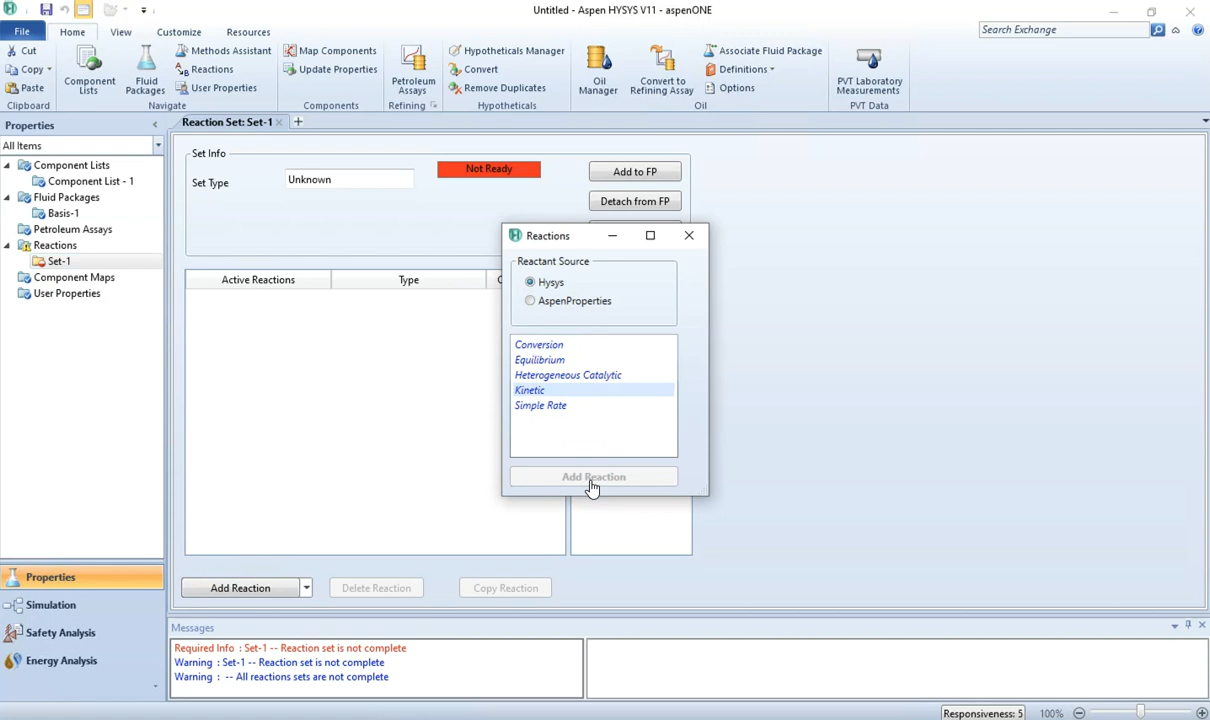 Untitled - Aspen HYSYS V11 - aspenONE
File
Home
View
Customize
Resources
Search Exchange
Cut
Copy
Paste
Clipboard
Component Lists
Fluid Packages
Methods Assistant
Reactions
User Properties
Navigate
Map Components
Update Properties
Components
Petroleum Assays
Refining
Hypotheticals Manager
Convert
Remove Duplicates
Hypotheticals
Oil Manager
Convert to Refining Assay
Associate Fluid Package
Definitions
Options
Oil
PVT Laboratory Measurements
PVT Data
Properties
All Items
Component Lists
Component List - 1
Fluid Packages
Basis-1
Petroleum Assays
Reactions
Set-1
Component Maps
User Properties
Properties
Simulation
Safety Analysis
Energy Analysis
Reaction Set: Set-1
Set Info
Set Type
Unknown
Not Ready
Add to FP
Detach from FP
Active Reactions
Type
Reactions
Reactant Source
Hysys
AspenProperties
Conversion
Equilibrium
Heterogeneous Catalytic
Kinetic
Simple Rate
Add Reaction
Add Reaction
Delete Reaction
Copy Reaction
Messages
Required Info : Set-1 -- Reaction set is not complete
Warning : Set-1 -- Reaction set is not complete
Warning : -- All reactions sets are not complete
Responsiveness: 5
100%